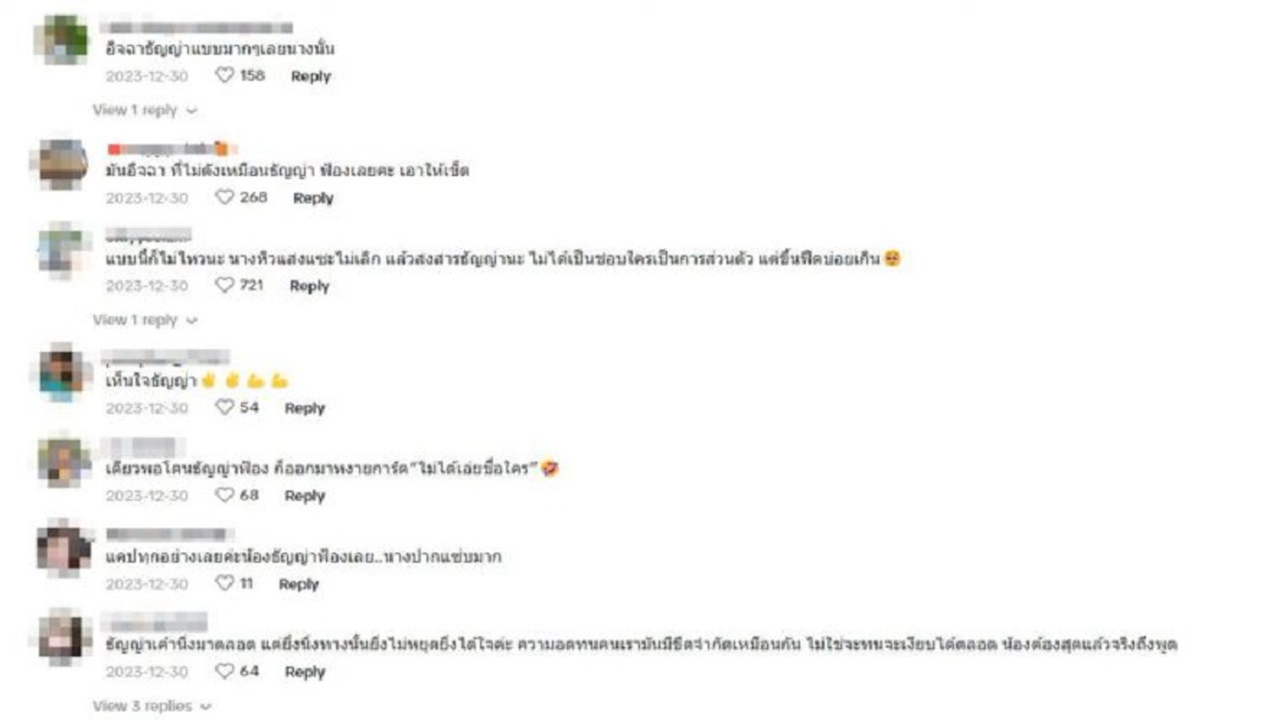 อิจฉาธัญญ่าแบบมากๆเลยนางนั่น
2023-12-30 158 Reply
View 1 reply
มันอิจฉา ที่ไม่ดังเหมือนธัญญ่า ฟ้องเลยคะ เอาให้เข็ด
2023-12-30 268 Reply
แบบนี้ก็ไม่ไหวนะ นางหิวแสงแซะไม่เลิก แล้วสงสารธัญญ่านะ ไม่ได้เป็นชอบใครเป็นการส่วนตัว แต่ขึ้นฟีดบ่อยเกิน🥺
2023-12-30 721 Reply
View 1 reply
เห็นใจธัญญ่า✌️✌️💪💪
2023-12-30 54 Reply
เดียวพอโดนธัญญ่าฟ้อง ก็ออกมาหงายการ์ด"ไม่ได้เอ่ยชื่อใคร"🤣
2023-12-30 68 Reply
แคปทุกอย่างเลยค่ะน้องธัญญ่าฟ้องเลย..นางปากแซ่บมาก
2023-12-30 11 Reply
ธัญญ่าเค้านิ่งมาตลอด แต่ยิ่งนิ่งทางนั้นยิ่งไม่หยุดยิ่งได้ใจค่ะ ความอดทนคนเรามันมีขีดจำกัดเหมือนกัน ไม่ใช่จะทนจะเงียบได้ตลอด น้องต้องสุดแล้วจริงถึงพูด
2023-12-30 64 Reply
View 3 replies